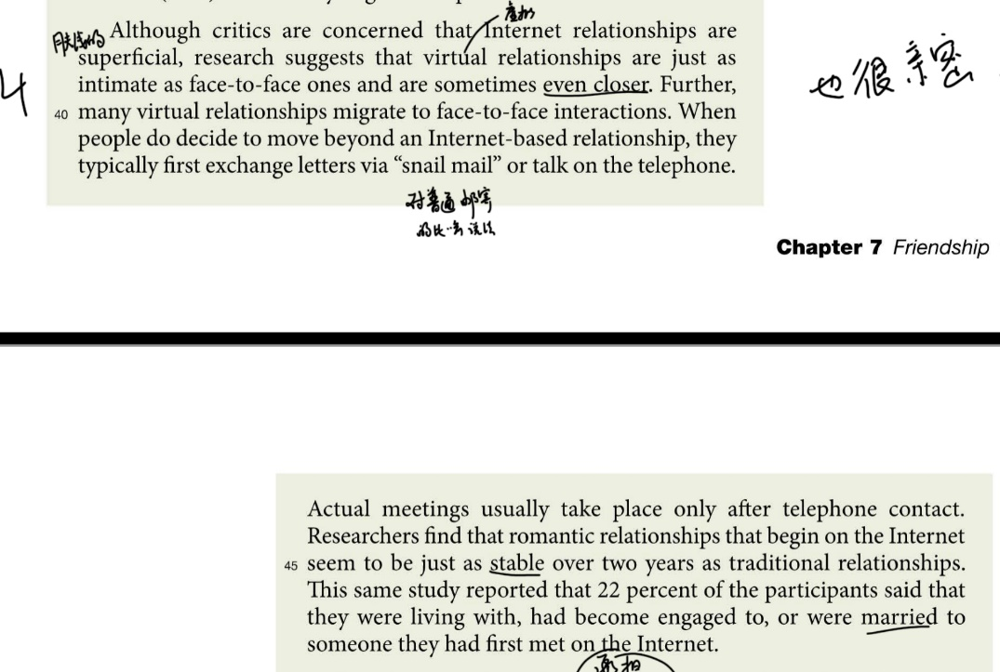 虚拟
Although critics are concerned that Internet relationships are
肤浅的
superficial, research suggests that virtual relationships are just as
4
intimate as face-to-face ones and are sometimes even closer. Further,
也很亲密
40 many virtual relationships migrate to face-to-face interactions. When
people do decide to move beyond an Internet-based relationship, they
typically first exchange letters via “snail mail” or talk on the telephone.
对普通邮寄
Chapter 7 Friendship
Actual meetings usually take place only after telephone contact.
Researchers find that romantic relationships that begin on the Internet
45 seem to be just as stable over two years as traditional relationships.
This same study reported that 22 percent of the participants said that
they were living with, had become engaged to, or were married to
someone they had first met on the Internet.